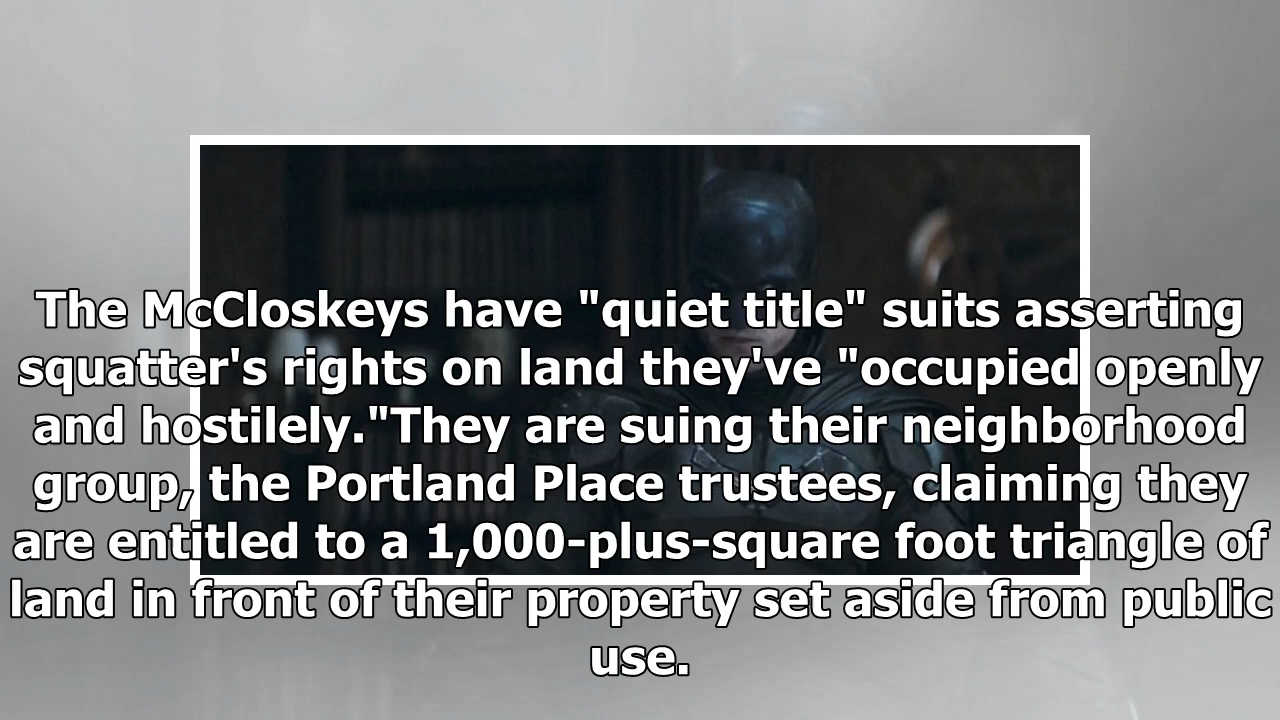 The McCloskeys have "quiet title" suits asserting
squatter's rights on land they've "occupied openly
and hostilely."They are suing their neighborhood
group, the Portland Place trustees, claiming they
are entitled to a 1,000-plus-square foot triangle of
land in front of their property set aside from public
use.